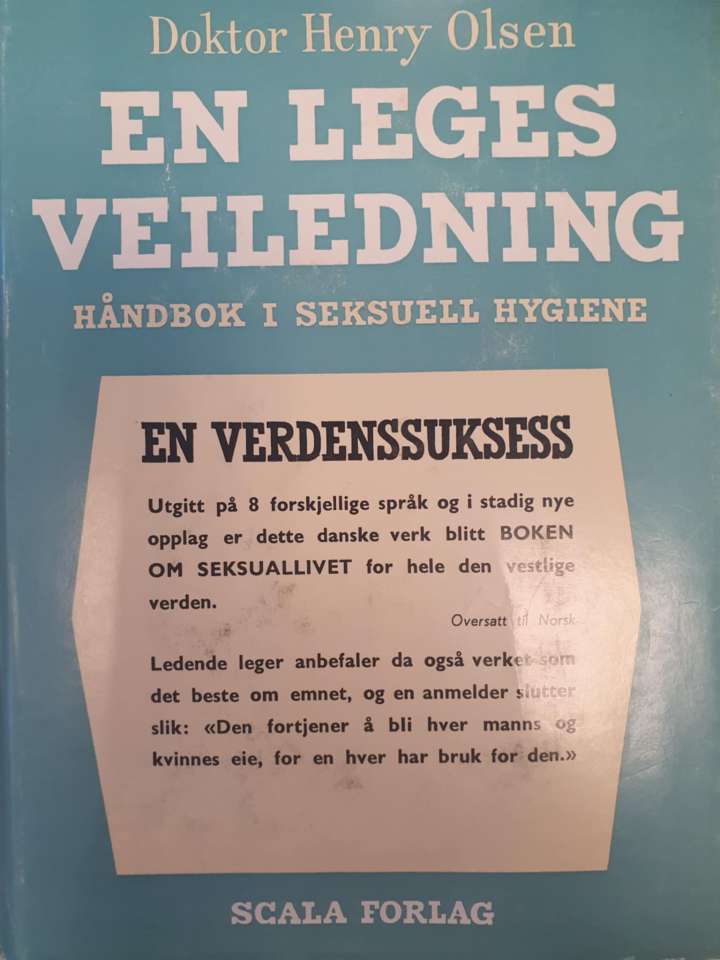 Doktor Henry Olsen
EN LEGES
VEILEDNING
HÅNDBOK I SEKSUELL HYGIENE
EN VERDENSSUKSESS
Utgitt på 8 forskjellige språk og i stadig nye
opplag er dette danske verk blitt BOKEN
OM SEKSUALLIVET for hele den vestlige
verden.
Oversatt til Norsk
Ledende leger anbefaler da også verket som
det beste om emnet, og en anmelder slutter
slik: «Den fortjener å bli hver manns og
kvinnes eie, for en hver har bruk for den.»
SCALA FORLAG